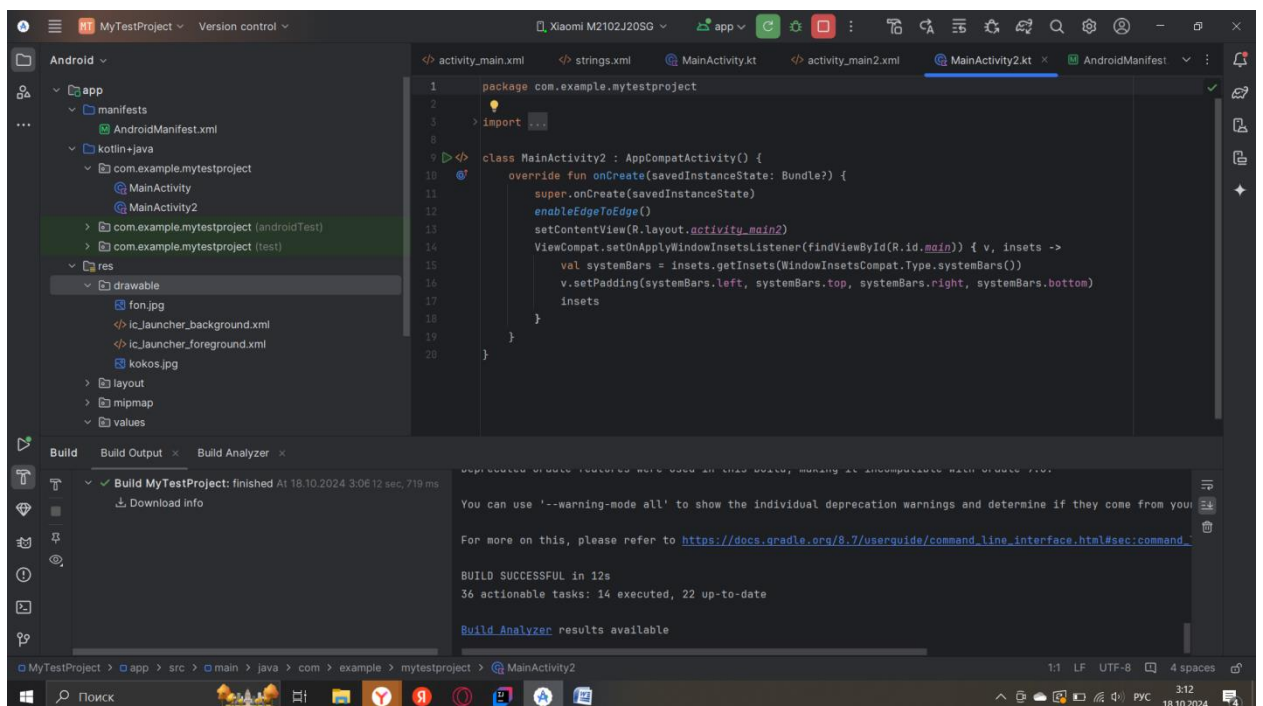 MT MyTestProject Version control Xiaomi M2102J20SG app
Android
app
manifests
AndroidManifest.xml
kotlin+java
com.example.mytestproject
MainActivity
MainActivity2
com.example.mytestproject (androidTest)
com.example.mytestproject (test)
res
drawable
fon.jpg
ic_launcher_background.xml
ic_launcher_foreground.xml
kokos.jpg
layout
mipmap
values
activity_main.xml strings.xml MainActivity.kt activity_main2.xml MainActivity2.kt AndroidManifest
1 package com.example.mytestproject
2
3 import ...
8
9 class MainActivity2 : AppCompatActivity() {
10 override fun onCreate(savedInstanceState: Bundle?) {
11 super.onCreate(savedInstanceState)
12 enableEdgeToEdge()
13 setContentView(R.layout.activity_main2)
14 ViewCompat.setOnApplyWindowInsetsListener(findViewById(R.id.main)) { v, insets ->
15 val systemBars = insets.getInsets(WindowInsetsCompat.Type.systemBars())
16 v.setPadding(systemBars.left, systemBars.top, systemBars.right, systemBars.bottom)
17 insets
18 }
19 }
20 }
Build Build Output Build Analyzer
Build MyTestProject: finished At 18.10.2024 3:06 12 sec, 719 ms
Download info
You can use '--warning-mode all' to show the individual deprecation warnings and determine if they come from your
For more on this, please refer to https://docs.gradle.org/8.7/userguide/command_line_interface.html#sec:command_
BUILD SUCCESSFUL in 12s
36 actionable tasks: 14 executed, 22 up-to-date
Build Analyzer results available
MyTestProject > app > src > main > java > com > example > mytestproject > MainActivity2 1:1 LF UTF-8 4 spaces
Поиск РУС 3:12
18.10.2024